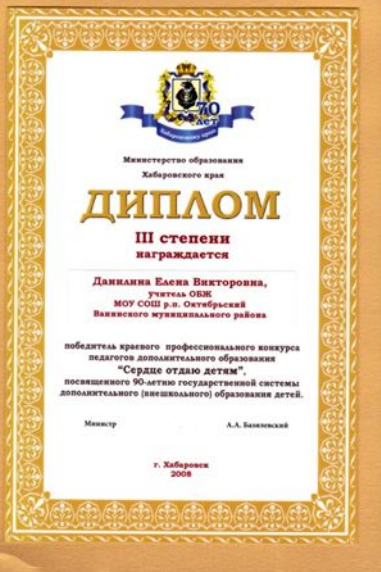 70
ЛЕТ
Хабаровскому краю
Министерство образования
Хабаровского края
ДИПЛОМ
III степени
награждается
Данилина Елена Викторовна,
учитель ОБЖ
МОУ СОШ р.п. Октябрьский
Ванинского муниципального района
победитель краевого профессионального конкурса
педагогов дополнительного образования
“Сердце отдаю детям”,
посвященного 90-летию государственной системы
дополнительного (внешкольного) образования детей.
Министр А.А. Базилевский
г. Хабаровск
2008